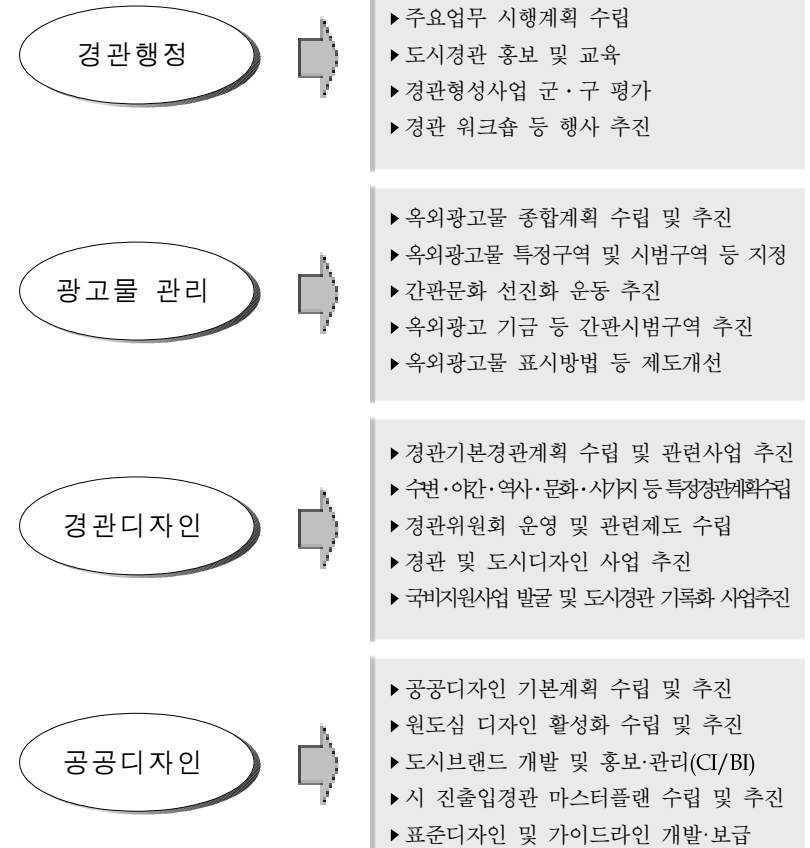 경관행정
▶주요업무 시행계획 수립
▶도시경관 홍보 및 교육
▶경관형성사업 군·구 평가
▶경관 워크숍 등 행사 추진
광고물 관리
▶옥외광고물 종합계획 수립 및 추진
▶옥외광고물 특정구역 및 시범구역 등 지정
▶간판문화 선진화 운동 추진
▶옥외광고 기금 등 간판시범구역 추진
▶옥외광고물 표시방법 등 제도개선
경관디자인
▶경관기본경관계획 수립 및 관련사업 추진
▶수변·야간·역사·문화·시가지 등 특정경관계획수립
▶경관위원회 운영 및 관련제도 수립
▶경관 및 도시디자인 사업 추진
▶국비지원사업 발굴 및 도시경관 기록화 사업추진
공공디자인
▶공공디자인 기본계획 수립 및 추진
▶원도심 디자인 활성화 수립 및 추진
▶도시브랜드 개발 및 홍보·관리(CI/BI)
▶시 진출입경관 마스터플랜 수립 및 추진
▶표준디자인 및 가이드라인 개발·보급